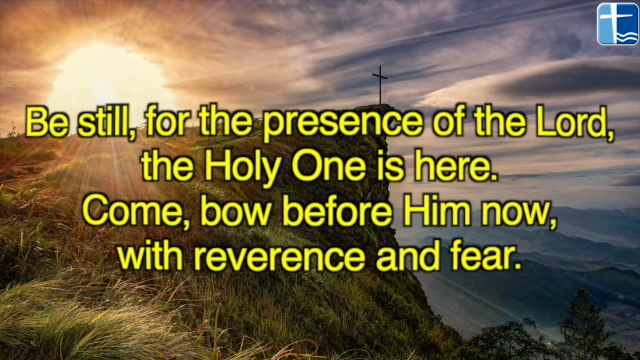 Be still, for the presence of the Lord,
the Holy One is here.
Come, bow before Him now,
with reverence and fear.